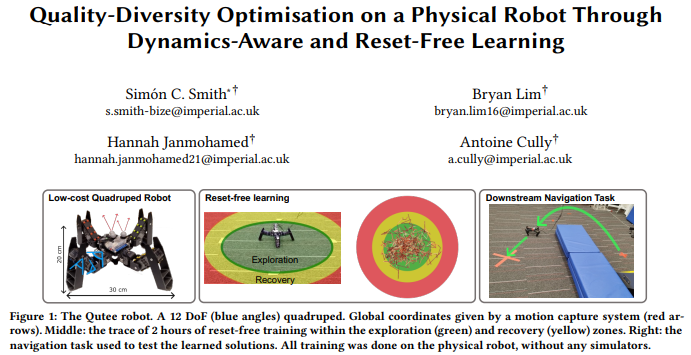 Quality-Diversity Optimisation on a Physical Robot Through
Dynamics-Aware and Reset-Free Learning
Simón C. Smith*†
s.smith-bize@imperial.ac.uk
Bryan Lim†
bryan.lim16@imperial.ac.uk
Hannah Janmohamed†
hannah.janmohamed21@imperial.ac.uk
Antoine Cully†
a.cully@imperial.ac.uk
Low-cost Quadruped Robot
20 cm
30 cm
Reset-free learning
Exploration
Recovery
Downstream Navigation Task
Figure 1: The Qutee robot. A 12 DoF (blue angles) quadruped. Global coordinates given by a motion capture system (red ar-
rows). Middle: the trace of 2 hours of reset-free training within the exploration (green) and recovery (yellow) zones. Right: the
navigation task used to test the learned solutions. All training was done on the physical robot, without any simulators.